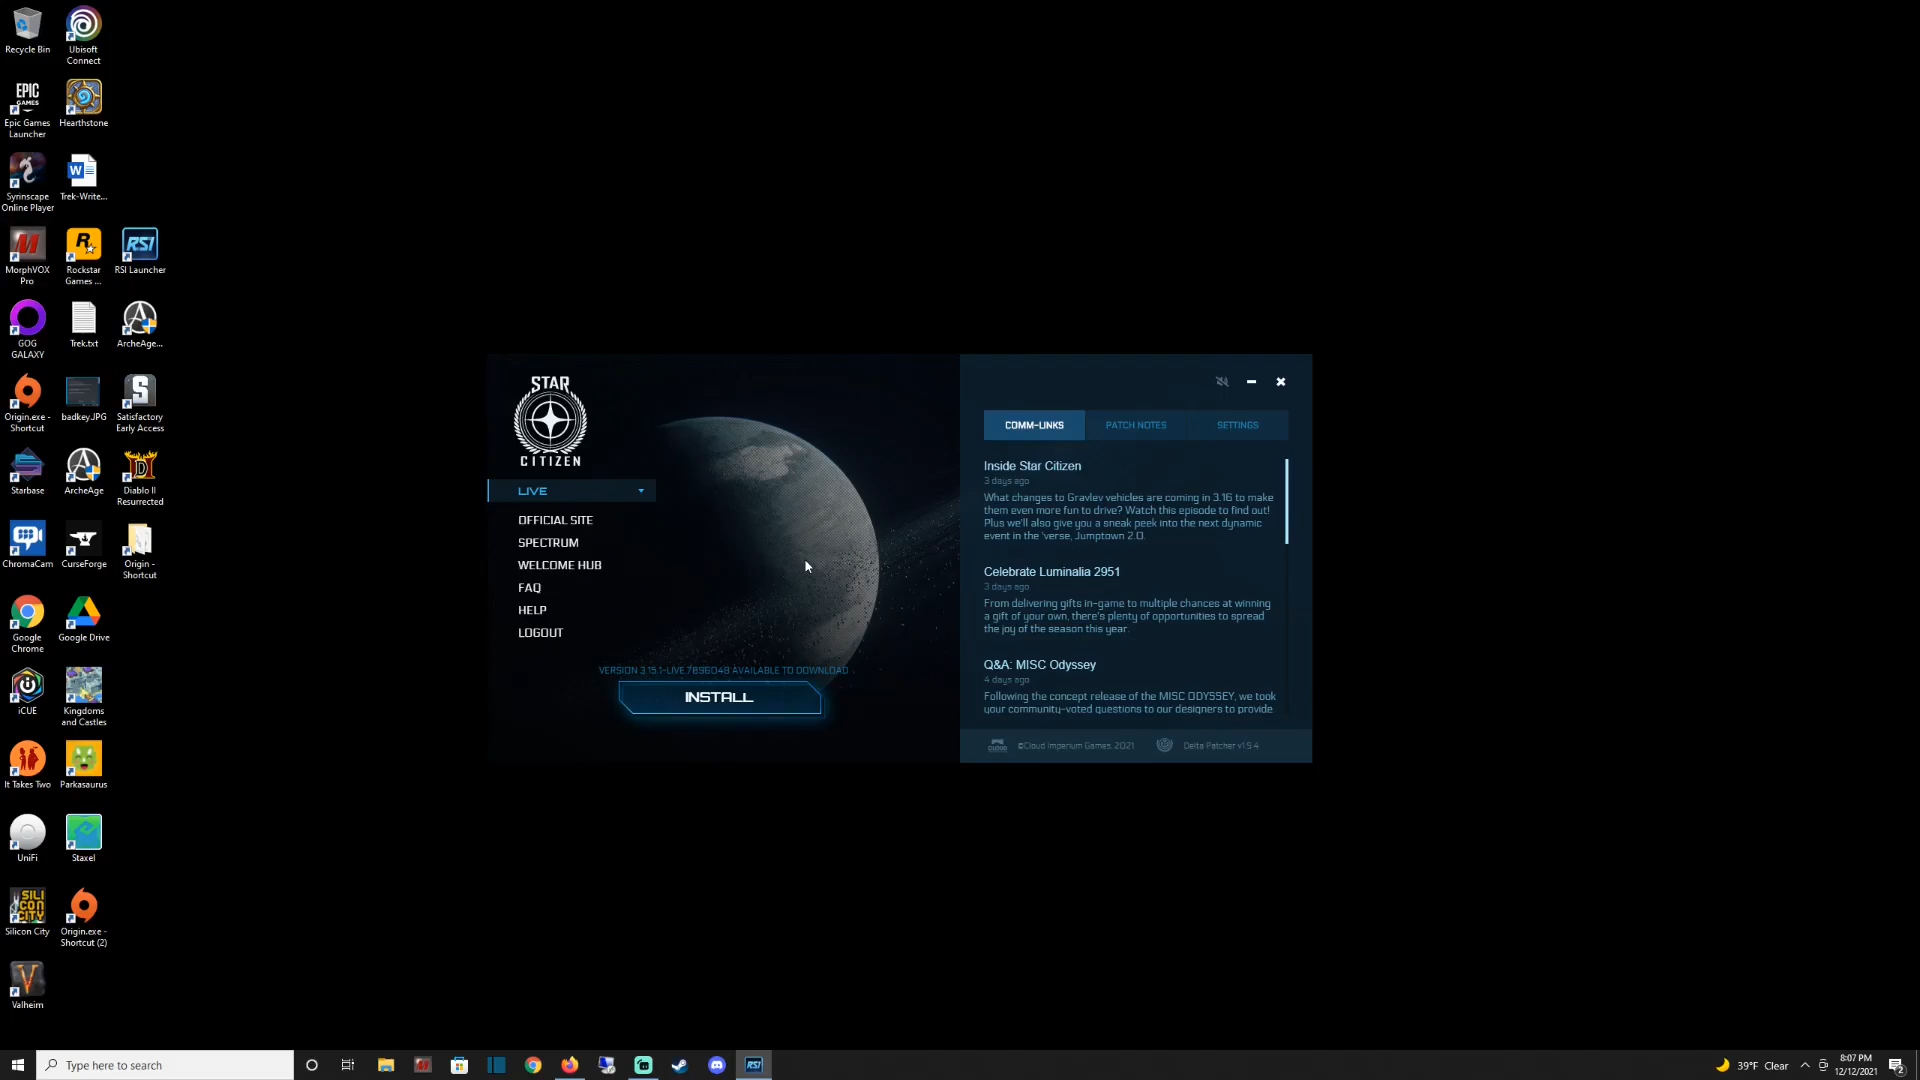 Recycle Bin
Ubisoft
Connect
EPIC
GAMES
Epic Games
Launcher
Hearthstone
Syrinscape
Online Player
W
Trek-Write...
MorphVOX
Pro
R
Rockstar
Games ...
RSI
RSI Launcher
GOG
GALAXY
Trek.txt
ArcheAge...
Origin.exe -
Shortcut
badkey.JPG
S
Satisfactory
Early Access
Starbase
ArcheAge
Diablo II
Resurrected
ChromaCam
CurseForge
Origin -
Shortcut
Google
Chrome
Google Drive
iCUE
Kingdoms
and Castles
It Takes Two
Parkasaurus
UniFi
Staxel
SILI
CON
CITY
Silicon City
Origin.exe -
Shortcut (2)
V
Valheim
STAR
CITIZEN
LIVE
OFFICIAL SITE
SPECTRUM
WELCOME HUB
FAQ
HELP
LOGOUT
VERSION 3.15.1-LIVE.7896049 AVAILABLE TO DOWNLOAD
INSTALL
COMM-LINKS
PATCH NOTES
SETTINGS
Inside Star Citizen
3 days ago
What changes to Gravlev vehicles are coming in 3.16 to make
them even more fun to drive? Watch this episode to find out!
Plus we'll also give you a sneak peek into the next dynamic
event in the 'verse, Jumptown 2.0.
Celebrate Luminalia 2951
3 days ago
From delivering gifts in-game to multiple chances at winning
a gift of your own, there's plenty of opportunities to spread
the joy of the season this year.
Q&A: MISC Odyssey
4 days ago
Following the concept release of the MISC ODYSSEY, we took
your community-voted questions to our designers to provide
CLOUD
©Cloud Imperium Games, 2021
Delta Patcher v1.5.4
Type here to search
RSI
39°F Clear
8:07 PM
12/12/2021
2